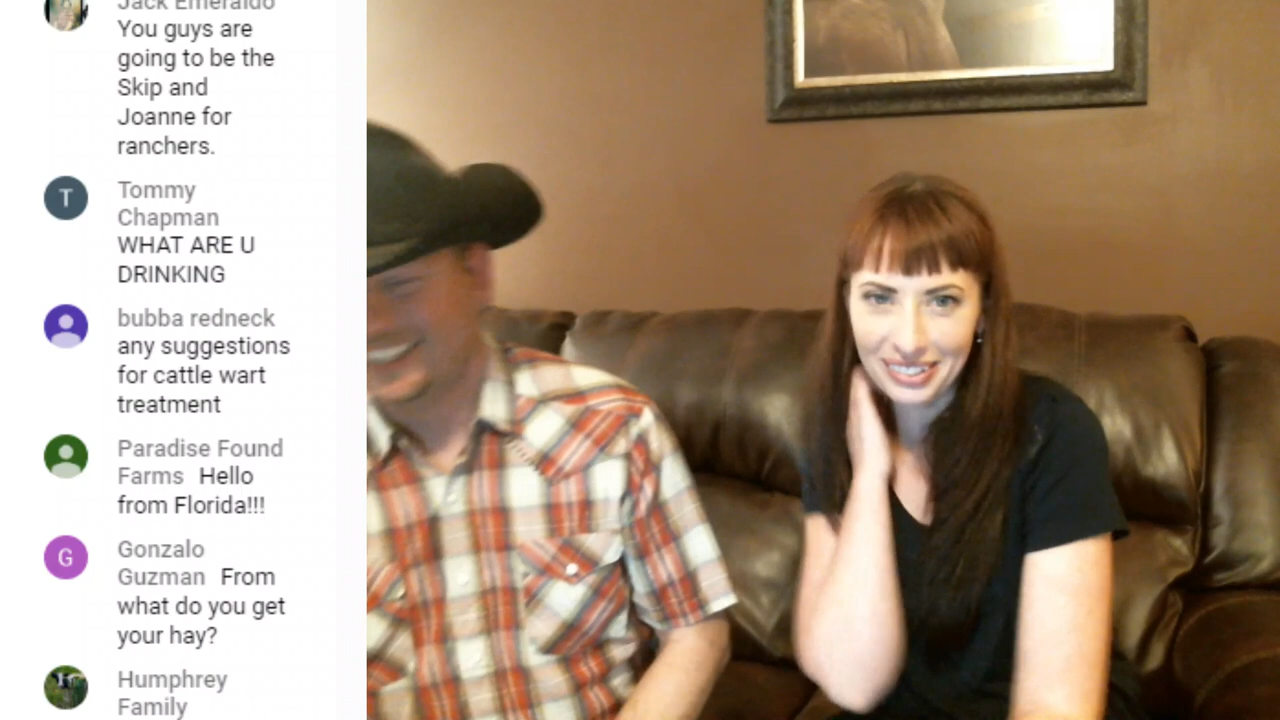 Jack Emeraldo
You guys are
going to be the
Skip and
Joanne for
ranchers.
T
Tommy
Chapman
WHAT ARE U
DRINKING
bubba redneck
any suggestions
for cattle wart
treatment
Paradise Found
Farms Hello
from Florida!!!
G
Gonzalo
Guzman From
what do you get
your hay?
Humphrey
Family